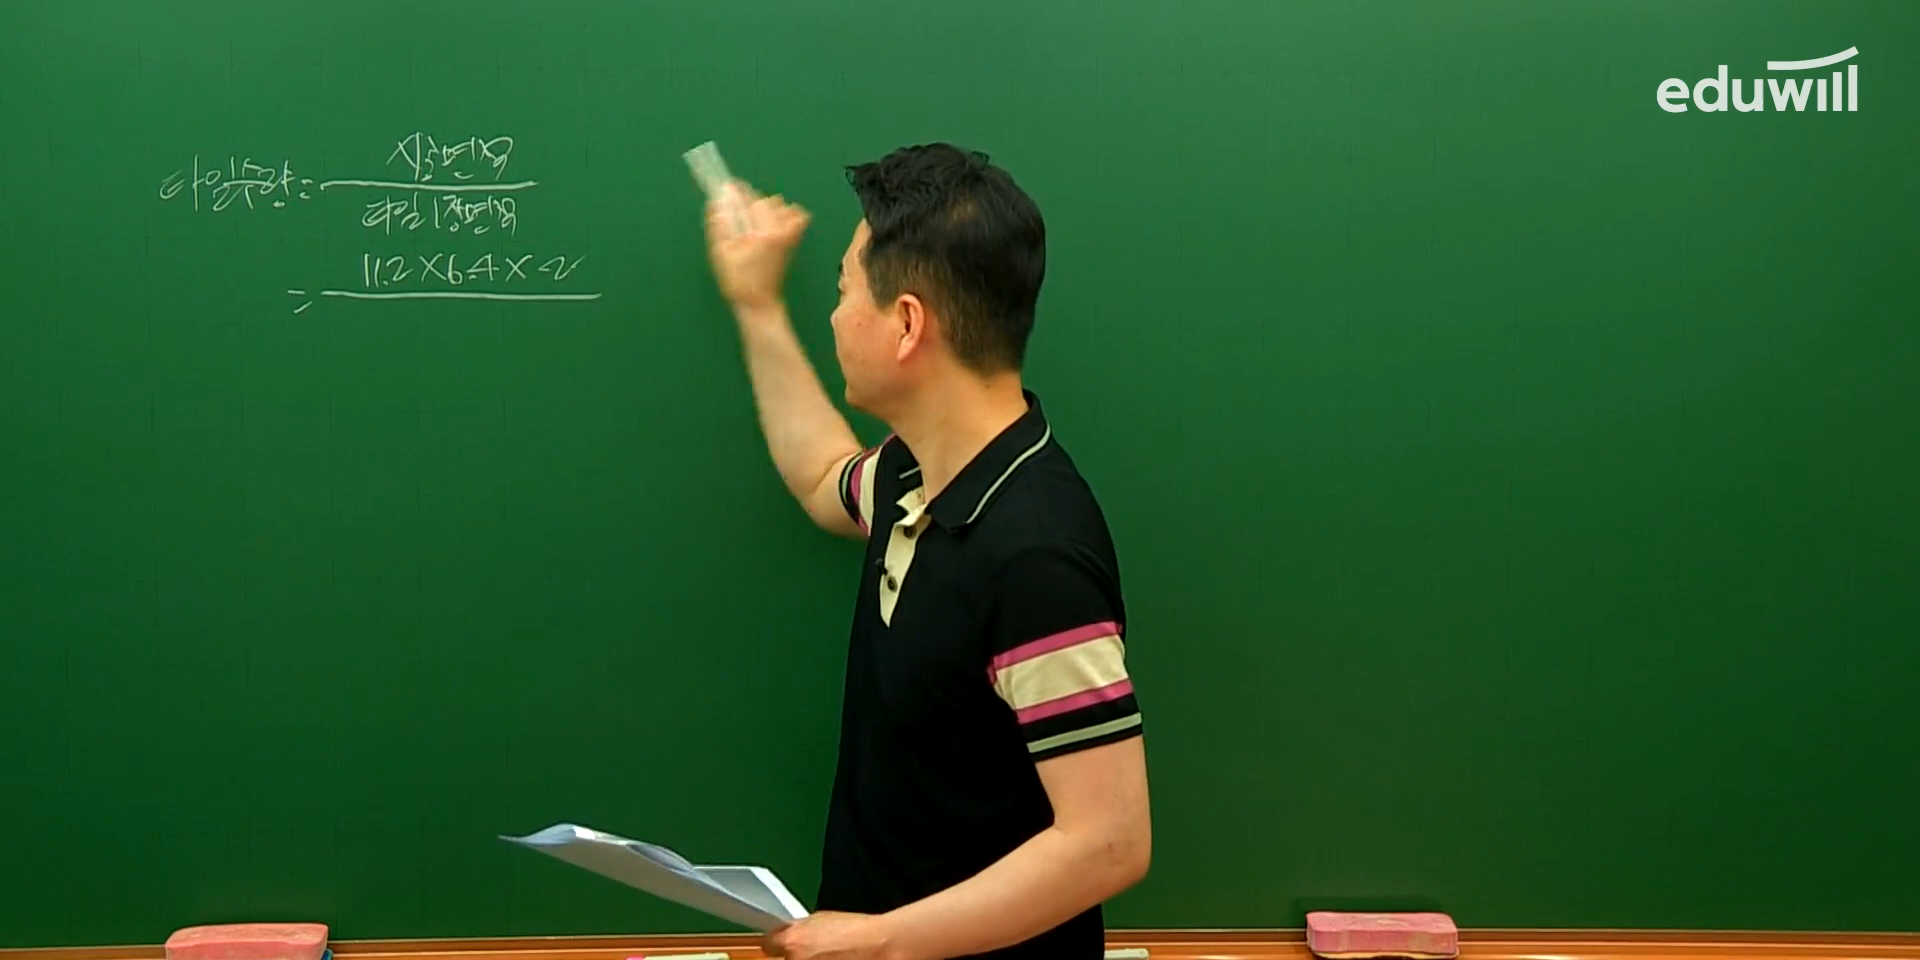 eduwill
타일수량 = 시공면적
타일 1장면적
= 11.2 × 6.4 × 2